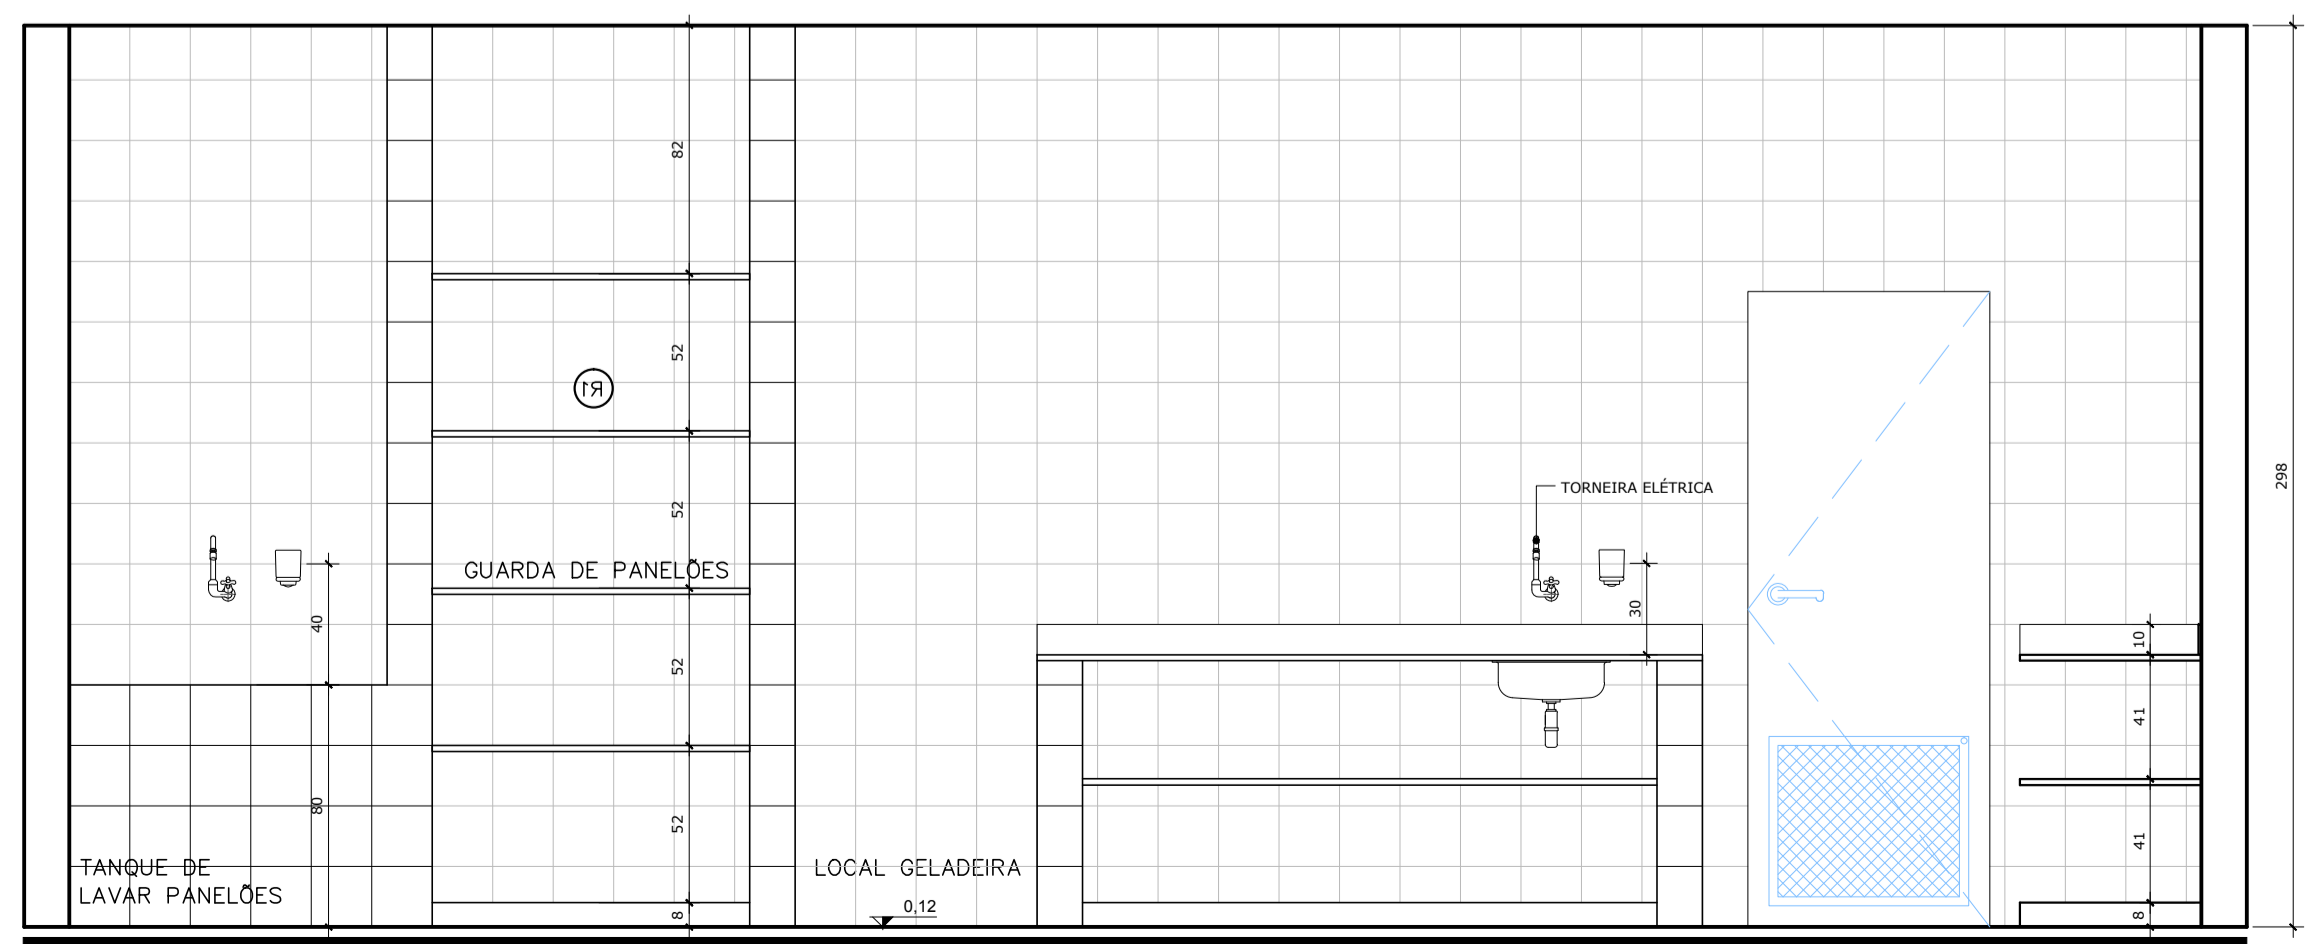 82
52
R1
298
52
TORNEIRA ELÉTRICA
GUARDA DE PANELÕES
40
30
10
52
41
80
52
41
TANQUE DE
LAVAR PANELÕES
LOCAL GELADEIRA
0,12
8
8